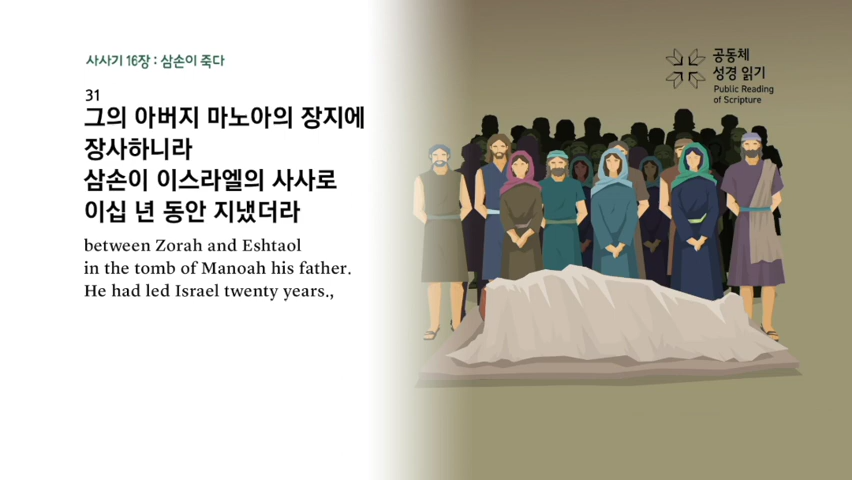 사사기 16장 : 삼손이 죽다
31
그의 아버지 마노아의 장지에
장사하니라
삼손이 이스라엘의 사사로
이십 년 동안 지냈더라
between Zorah and Eshtaol
in the tomb of Manoah his father.
He had led Israel twenty years.,
공동체
성경 읽기
Public Reading
of Scripture